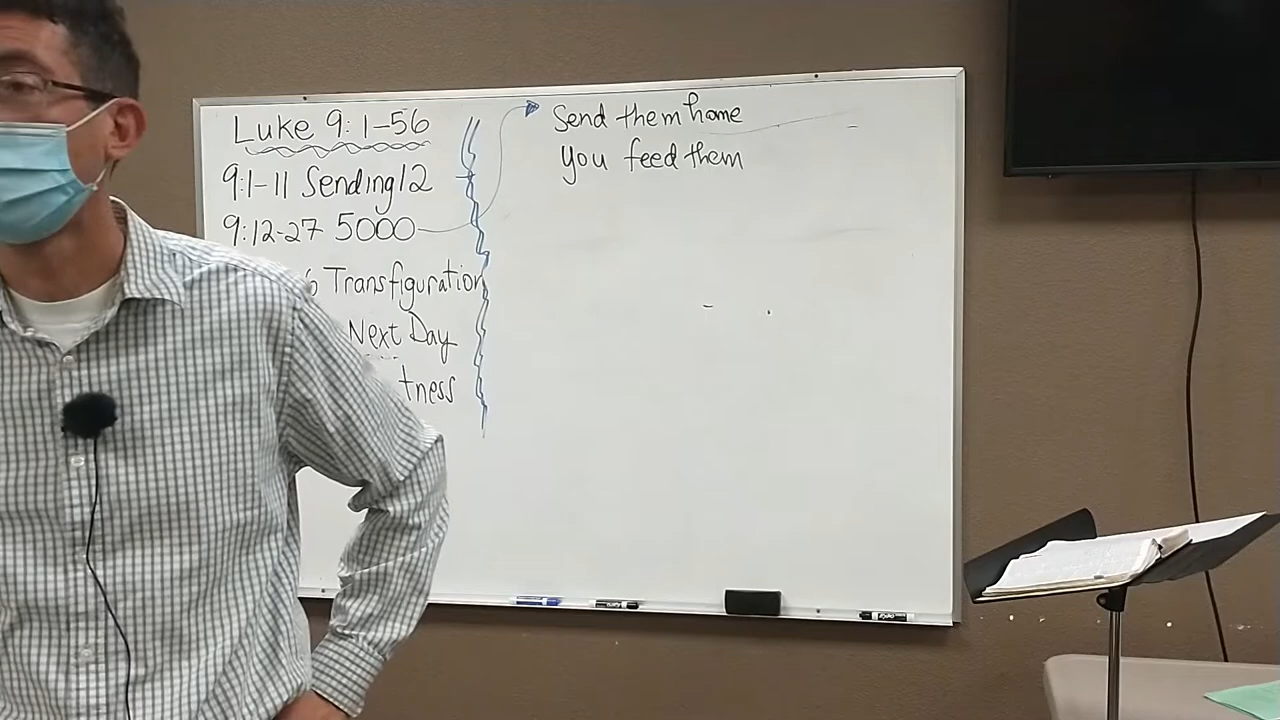 Luke 9:1-56
9:1-11 Sending 12
9:12-27 5000
6 Transfiguration
Next Day
tness
Send them home
you feed them